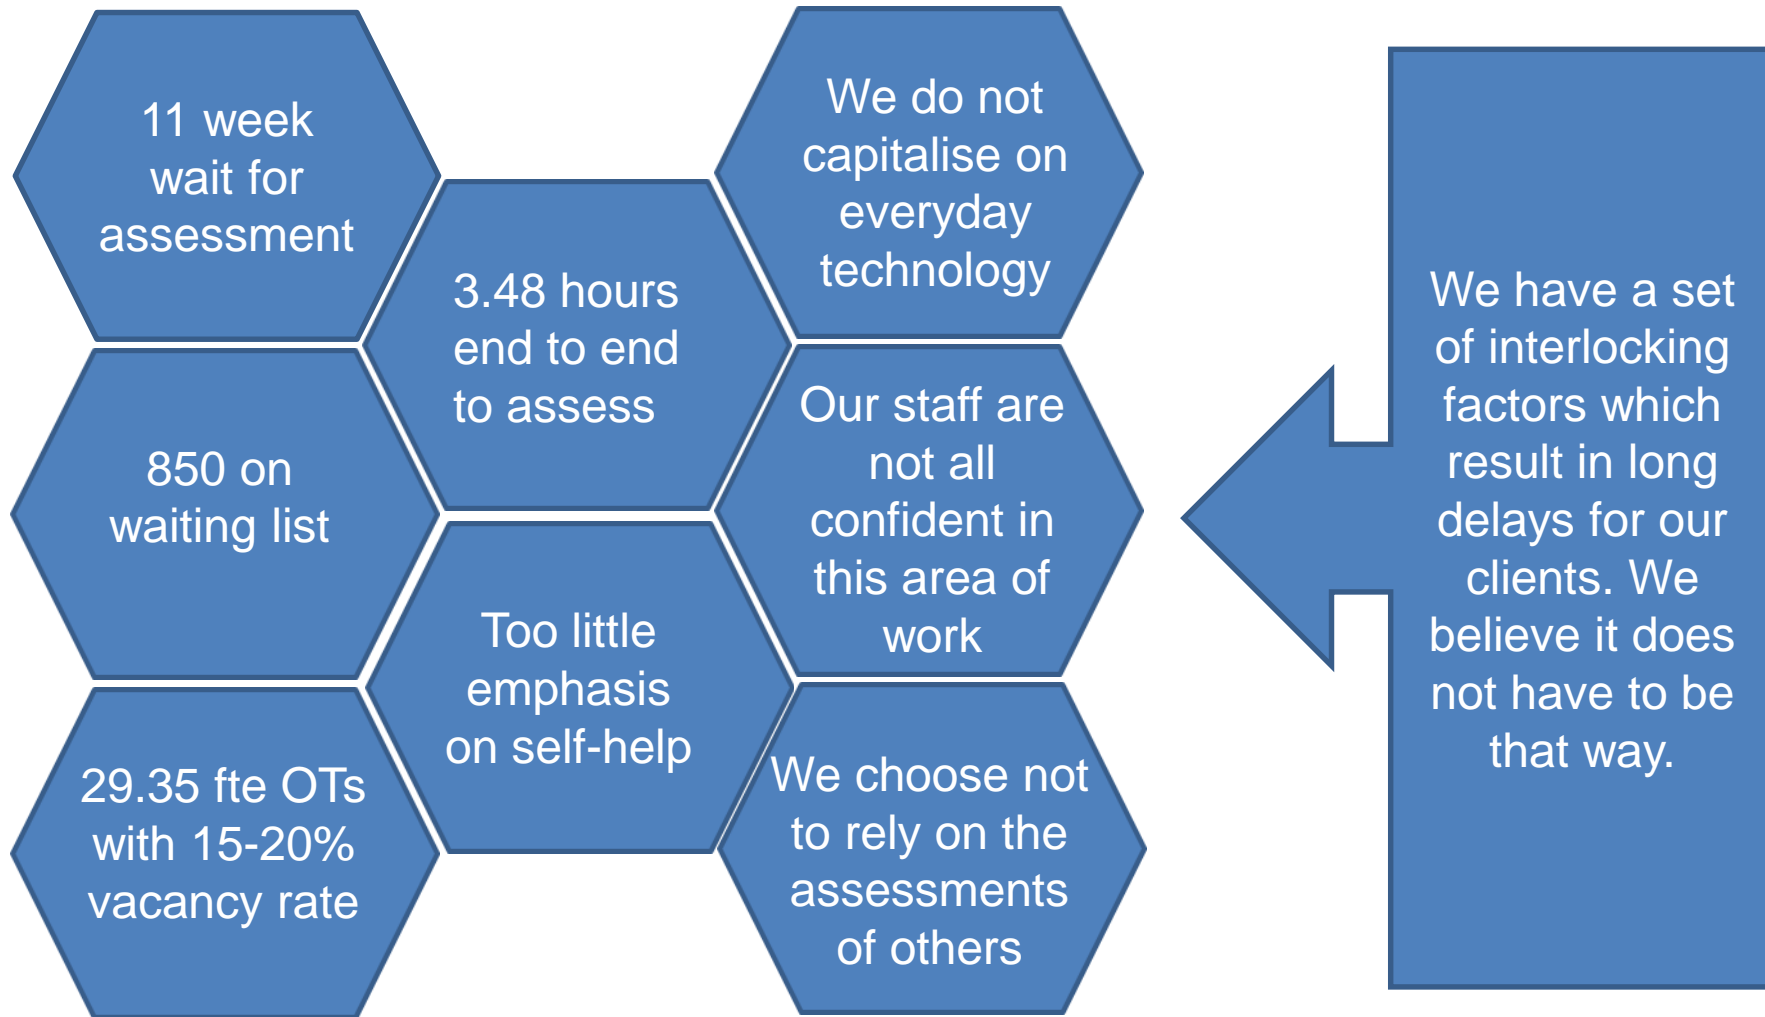 11 week
wait for
assessment
850 on
waiting list
29.35 fte OTs
with 15-20%
vacancy rate
3.48 hours
end to end
to assess
Too little
emphasis
on self-help
We do not
capitalise on
everyday
technology
Our staff are
not all
confident in
this area of
work
We choose not
to rely on the
assessments
of others
We have a set
of interlocking
factors which
result in long
delays for our
clients. We
believe it does
not have to be
that way.